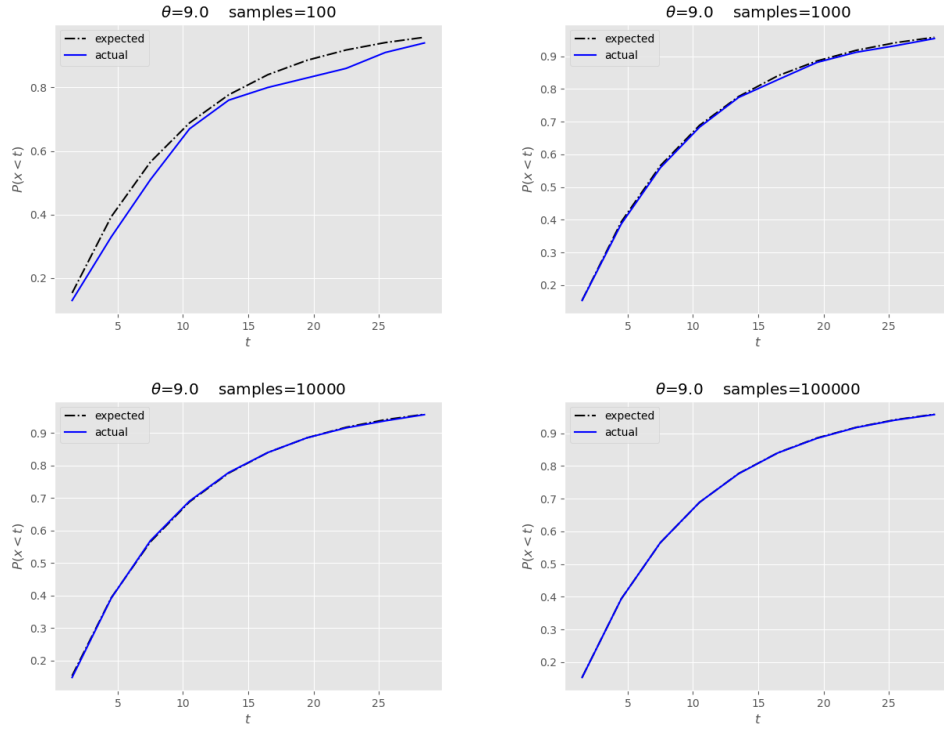 θ=9.0 samples=100
expected
actual
P(x < t)
0.8
0.6
0.4
0.2
5 10 15 20 25
t
θ=9.0 samples=1000
expected
actual
P(x < t)
0.9
0.8
0.7
0.6
0.5
0.4
0.3
0.2
5 10 15 20 25
t
θ=9.0 samples=10000
expected
actual
P(x < t)
0.9
0.8
0.7
0.6
0.5
0.4
0.3
0.2
5 10 15 20 25
t
θ=9.0 samples=100000
expected
actual
P(x < t)
0.9
0.8
0.7
0.6
0.5
0.4
0.3
0.2
5 10 15 20 25
t